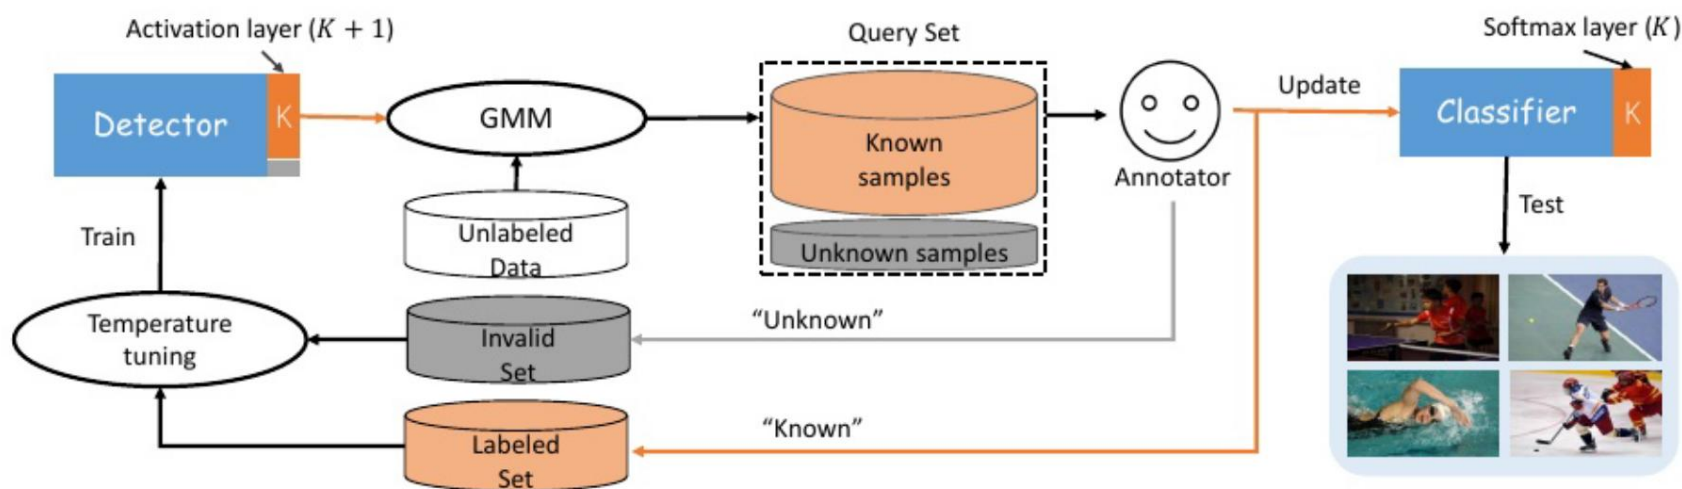 Activation layer (K + 1)
Detector
K
GMM
Query Set
Known
samples
Unknown samples
Annotator
Update
Softmax layer (K)
Classifier
K
Test
Train
Unlabeled
Data
Temperature
tuning
Invalid
Set
"Unknown"
Labeled
Set
"Known"